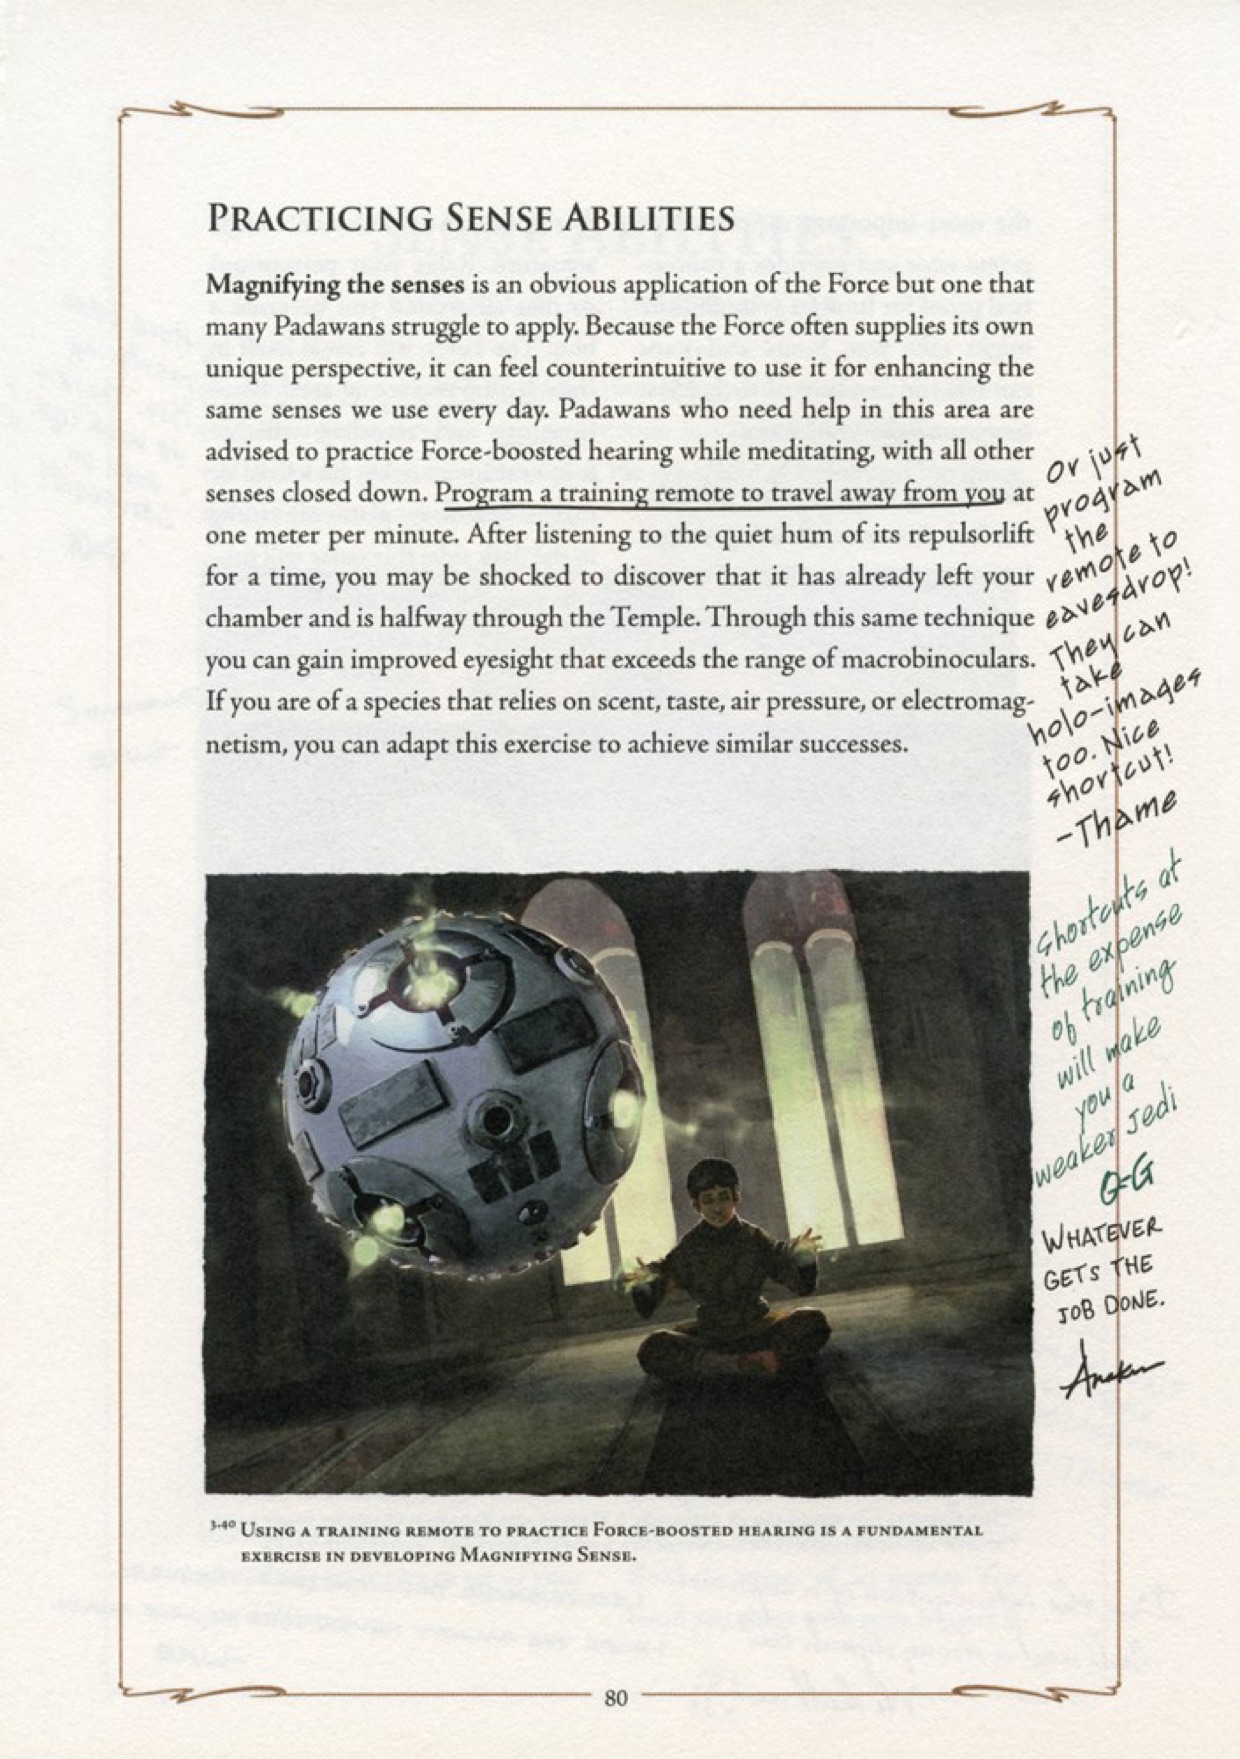 PRACTICING SENSE ABILITIES
Magnifying the senses is an obvious application of the Force but one that
many Padawans struggle to apply. Because the Force often supplies its own
unique perspective, it can feel counterintuitive to use it for enhancing the
same senses we use every day. Padawans who need help in this area are
advised to practice Force-boosted hearing while meditating, with all other
senses closed down. Program a training remote to travel away from you at
one meter per minute. After listening to the quiet hum of its repulsorlift
for a time, you may be shocked to discover that it has already left your
chamber and is halfway through the Temple. Through this same technique
you can gain improved eyesight that exceeds the range of macrobinoculars.
If you are of a species that relies on scent, taste, air pressure, or electromag-
netism, you can adapt this exercise to achieve similar successes.
Or just
program
the
remote to
eavesdrop!
They can
take
holo-images
too. Nice
shortcut!
-Thame
Shortcuts at
the expense
of training
will make
you a
weaker Jedi
Q-G
WHATEVER
GETS THE
JOB DONE.
Anakin
3-40 USING A TRAINING REMOTE TO PRACTICE FORCE-BOOSTED HEARING IS A FUNDAMENTAL
EXERCISE IN DEVELOPING MAGNIFYING SENSE.
80